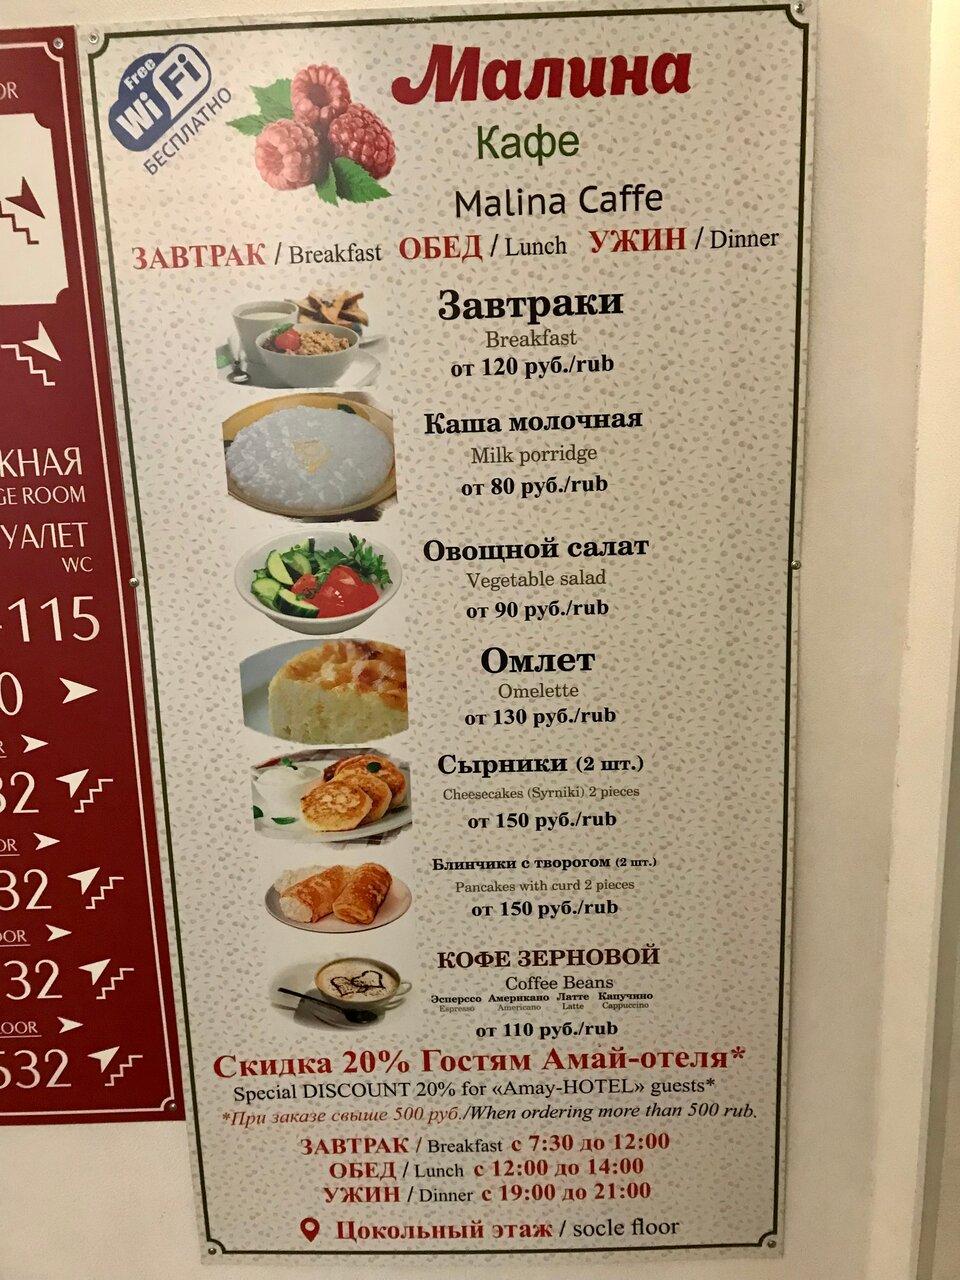 Free
Wi Fi
БЕСПЛАТНО
Малина
Кафе
Malina Caffe
ЗАВТРАК / Breakfast ОБЕД / Lunch УЖИН / Dinner
Завтраки
Breakfast
от 120 руб./rub
Каша молочная
Milk porridge
от 80 руб./rub
Овощной салат
Vegetable salad
от 90 руб./rub
Омлет
Omelette
от 130 руб./rub
Сырники (2 шт.)
Cheesecakes (Syrniki) 2 pieces
от 150 руб./rub
Блинчики с творогом (2 шт.)
Pancakes with curd 2 pieces
от 150 руб./rub
КОФЕ ЗЕРНОВОЙ
Coffee Beans
Эсперссо Американо Латте Капучино
Espresso Americano Latte Cappuccino
от 110 руб./rub
Скидка 20% Гостям Амай-отеля*
Special DISCOUNT 20% for «Amay-HOTEL» guests*
*При заказе свыше 500 руб./When ordering more than 500 rub.
ЗАВТРАК / Breakfast с 7:30 до 12:00
ОБЕД / Lunch с 12:00 до 14:00
УЖИН / Dinner с 19:00 до 21:00
Цокольный этаж / socle floor
OR
ЖНАЯ
GE ROOM
УАЛЕТ
WC
-115
0
R
32
OR
32
OOR
32
LOOR
532